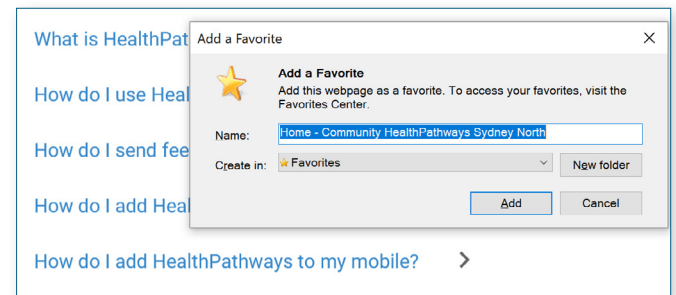 What is HealthPat
Add a Favorite
Add a Favorite
Add this webpage as a favorite. To access your favorites, visit the
Favorites Center.
How do I use Heal
Name: Home - Community HealthPathways Sydney North
How do I send fee
Create in: Favorites New folder
How do I add Heal
Add Cancel
How do I add HealthPathways to my mobile?